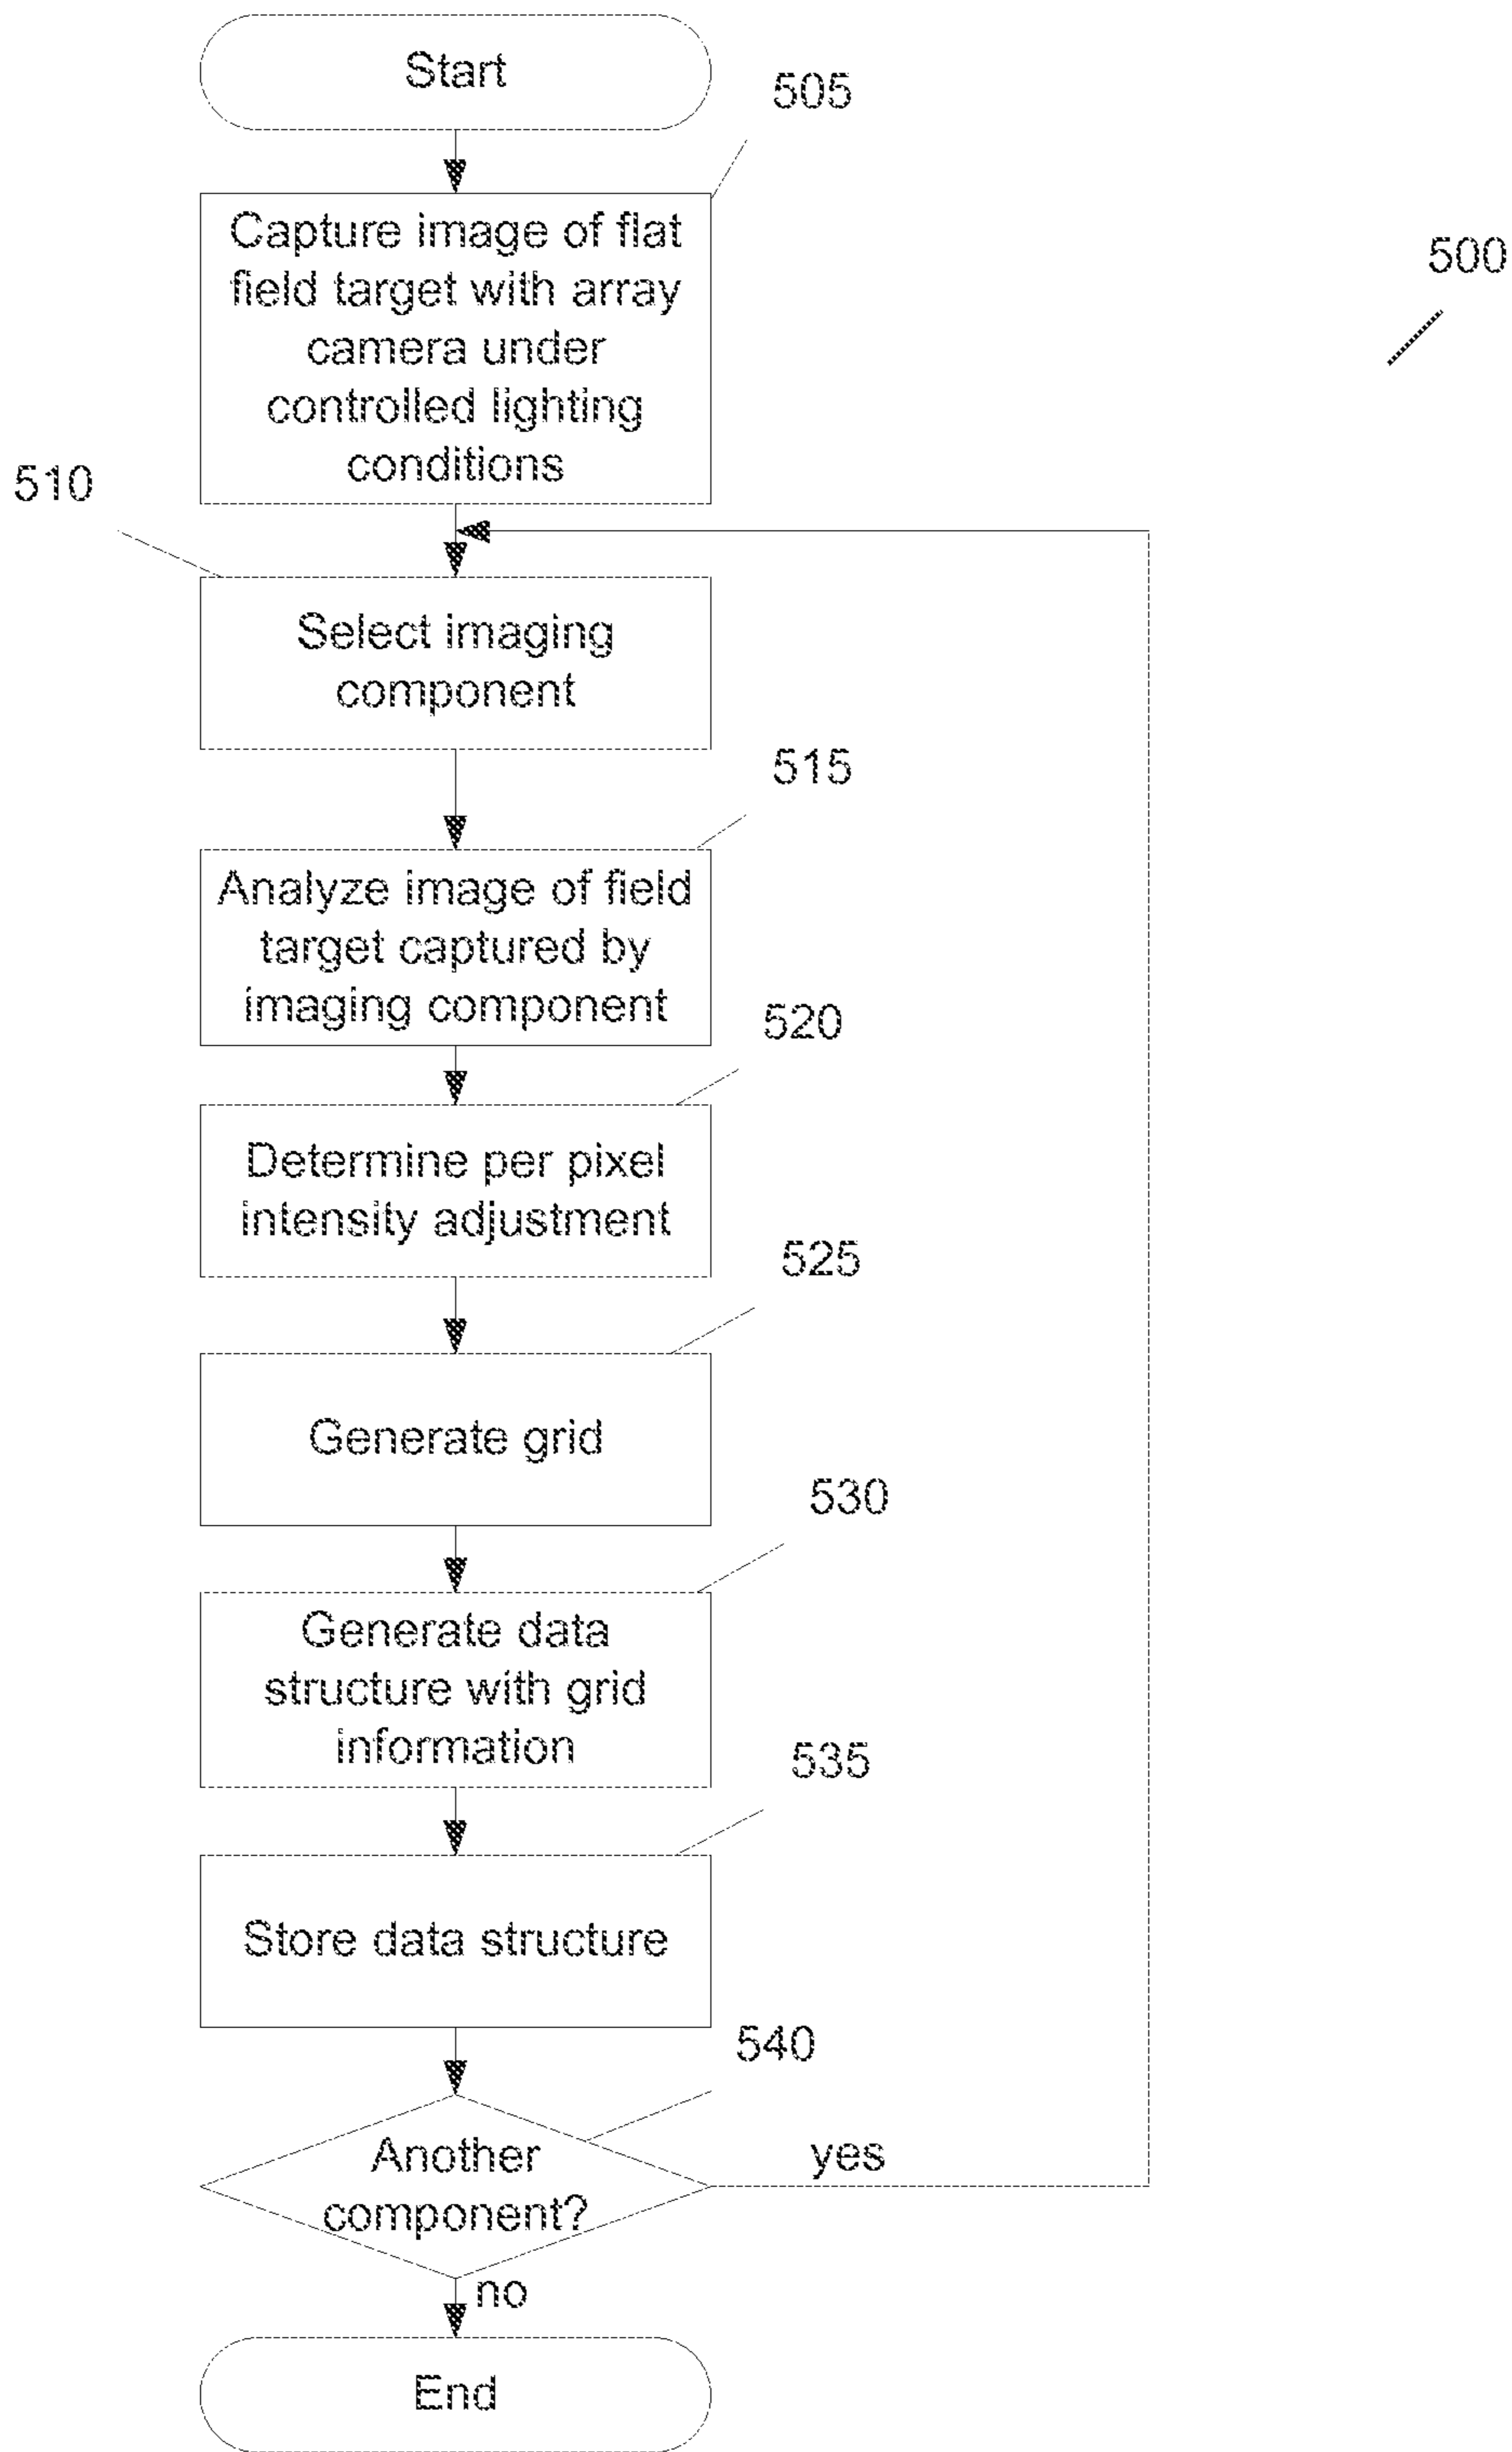 Start
505
Capture image of flat
field target with array
camera under
controlled lighting
conditions
500
510
Select imaging
component
515
Analyze image of field
target captured by
imaging component
520
Determine per pixel
intensity adjustment
525
Generate grid
530
Generate data
structure with grid
information
535
Store data structure
540
Another
component?
yes
no
End